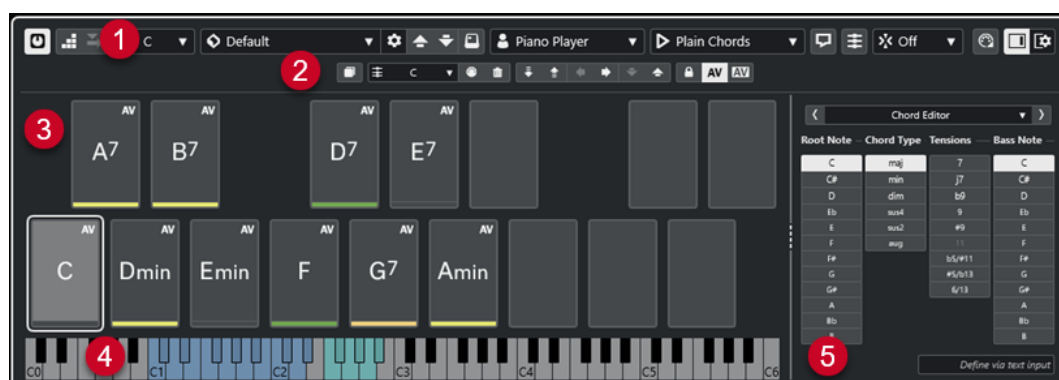 1 C Default Piano Player Plain Chords Off
2 C AV AV
3 AV AV AV AV
A7 B7 D7 E7
AV AV AV AV AV AV
C Dmin Emin F G7 Amin
4 C0 C1 C2 C3 C4 C5 C6
Chord Editor
Root Note Chord Type Tensions Bass Note
C maj 7 C
C# min j7 C#
D dim b9 D
Eb sus4 9 Eb
E sus2 #9 E
F aug 11 F
F# b5/#11 F#
G #5/b13 G
G# 6/13 G#
A A
Bb Bb
B B
5
Define via text input